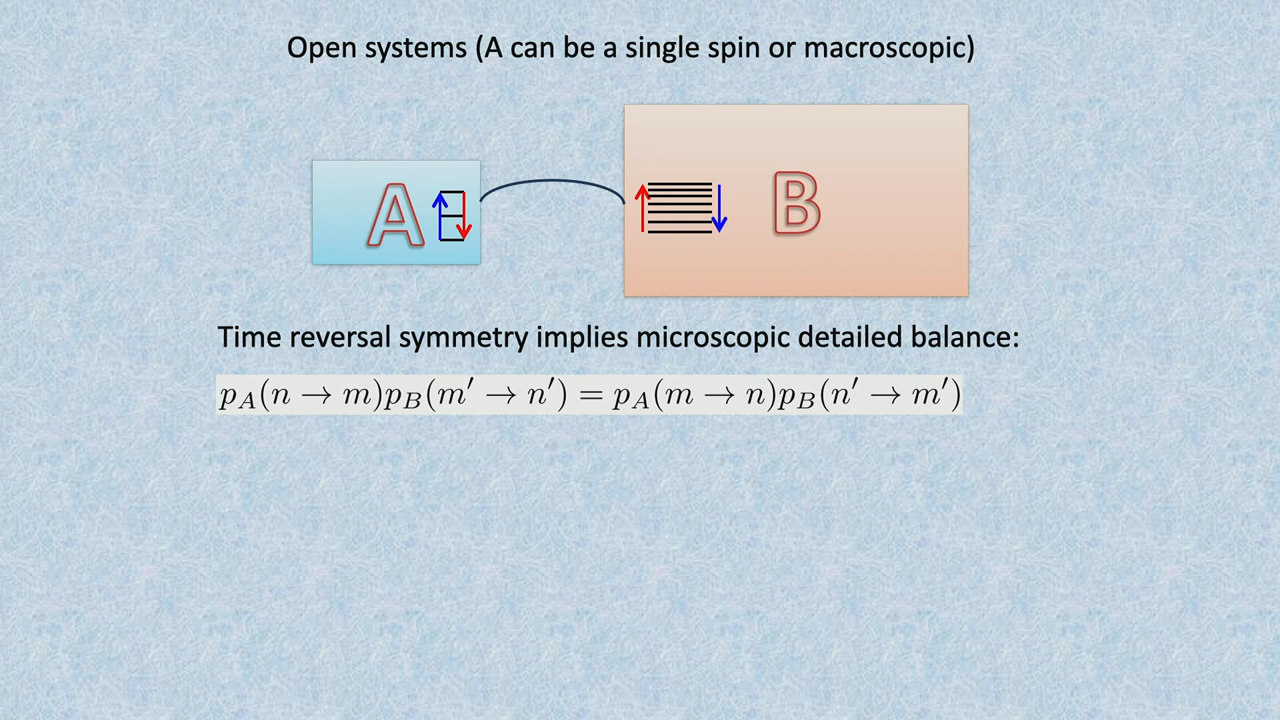 Open systems (A can be a single spin or macroscopic)
A
B
Time reversal symmetry implies microscopic detailed balance:
p_A(n → m)p_B(m′ → n′) = p_A(m → n)p_B(n′ → m′)